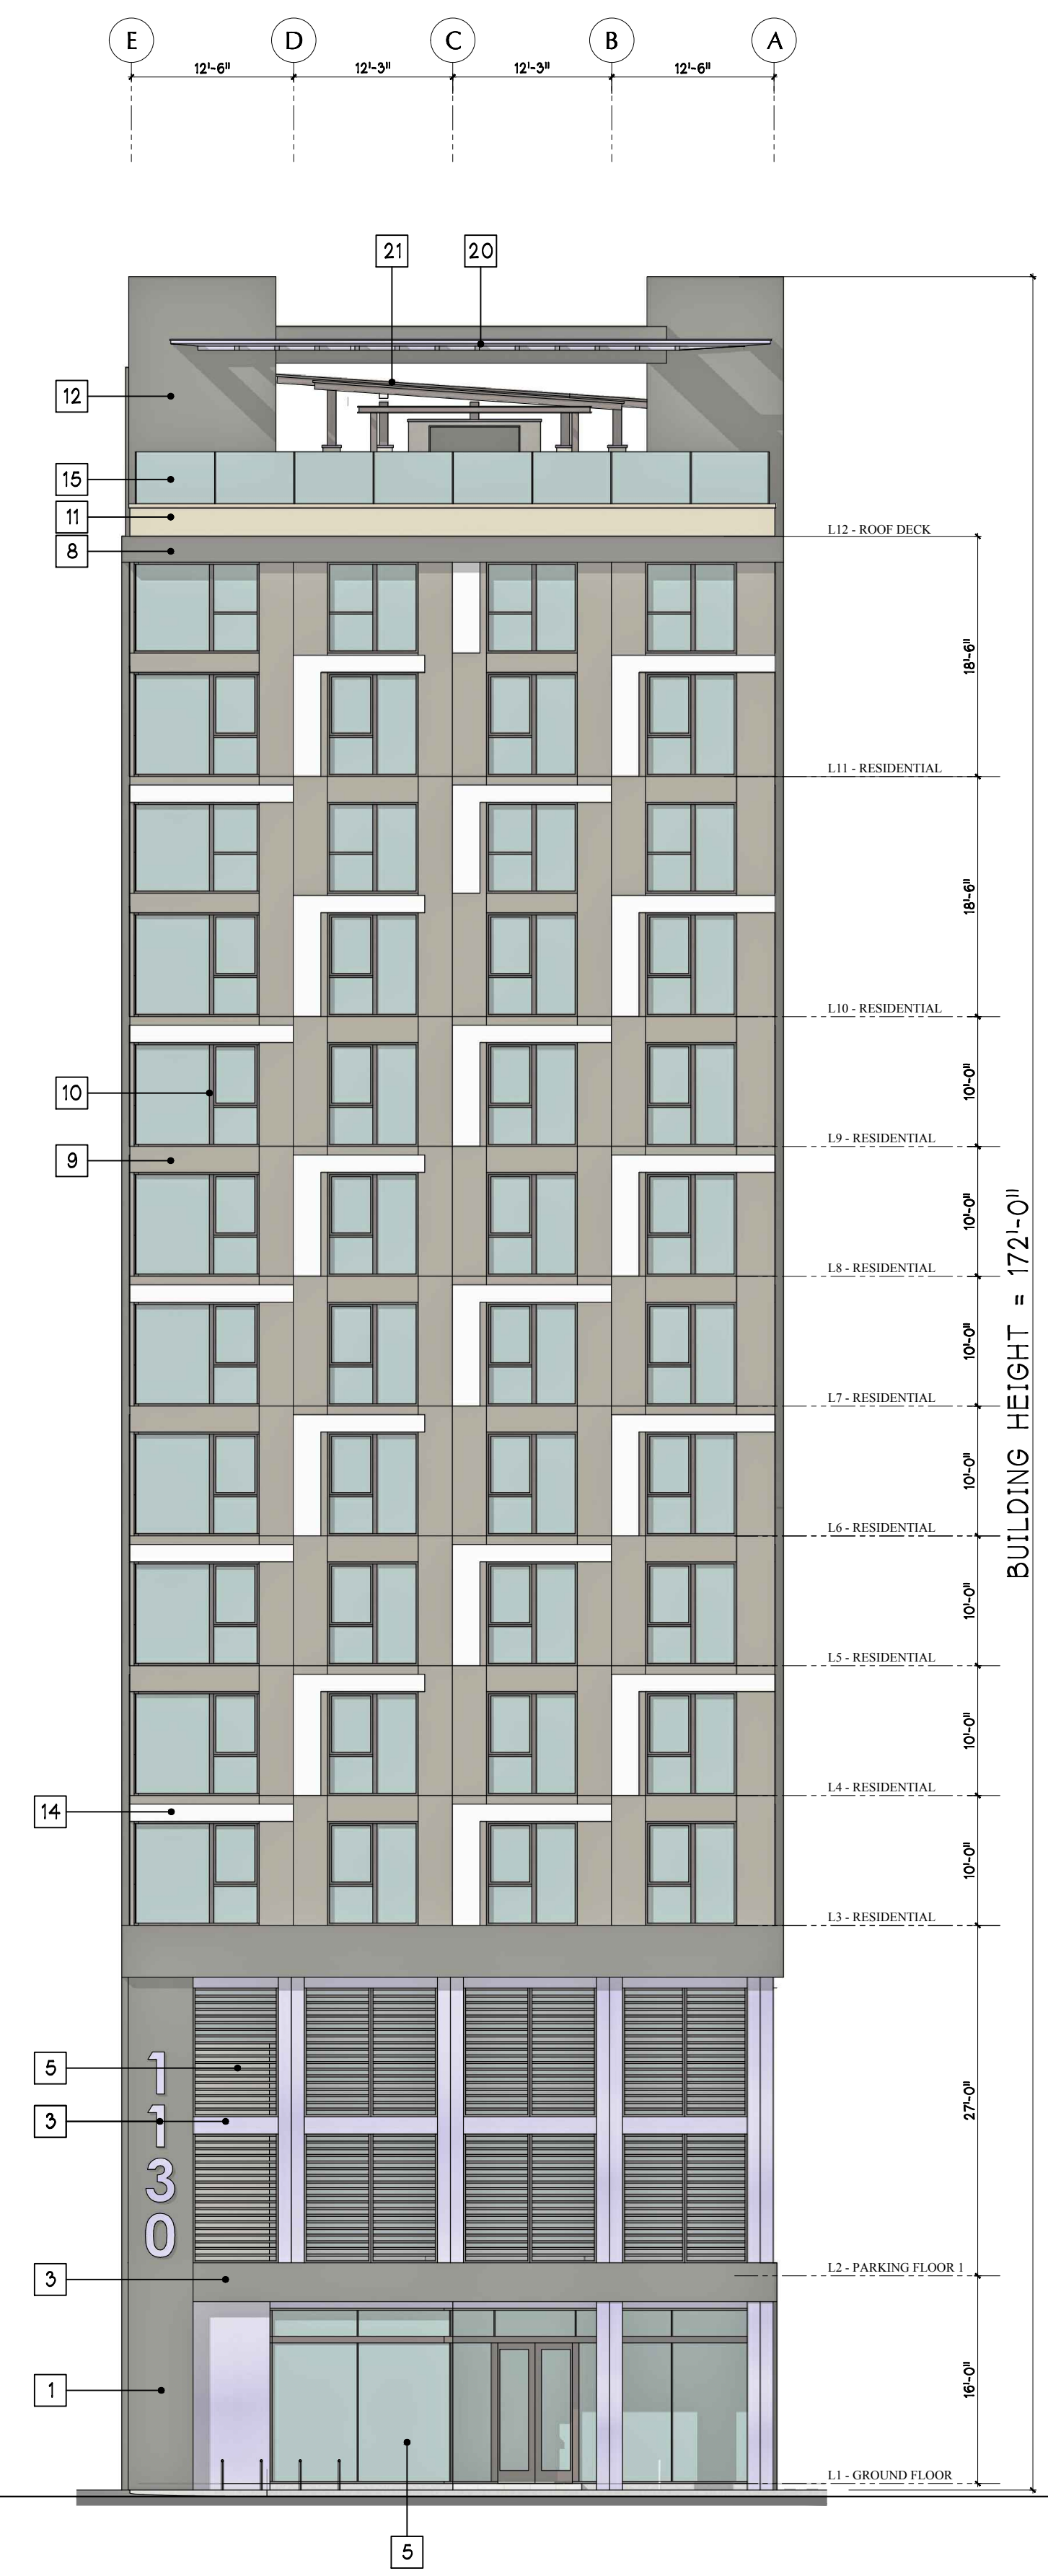 E D C B A
12'-6" 12'-3" 12'-3" 12'-6"
21 20
12
15
11
8
L12 - ROOF DECK
18'-6"
L11 - RESIDENTIAL
18'-6"
L10 - RESIDENTIAL
10'-0"
10
L9 - RESIDENTIAL
9
10'-0"
L8 - RESIDENTIAL
10'-0"
BUILDING HEIGHT = 172'-0"
L7 - RESIDENTIAL
10'-0"
L6 - RESIDENTIAL
10'-0"
L5 - RESIDENTIAL
10'-0"
L4 - RESIDENTIAL
14
10'-0"
L3 - RESIDENTIAL
5
3
1130
27'-0"
L2 - PARKING FLOOR 1
3
1
16'-0"
L1 - GROUND FLOOR
5